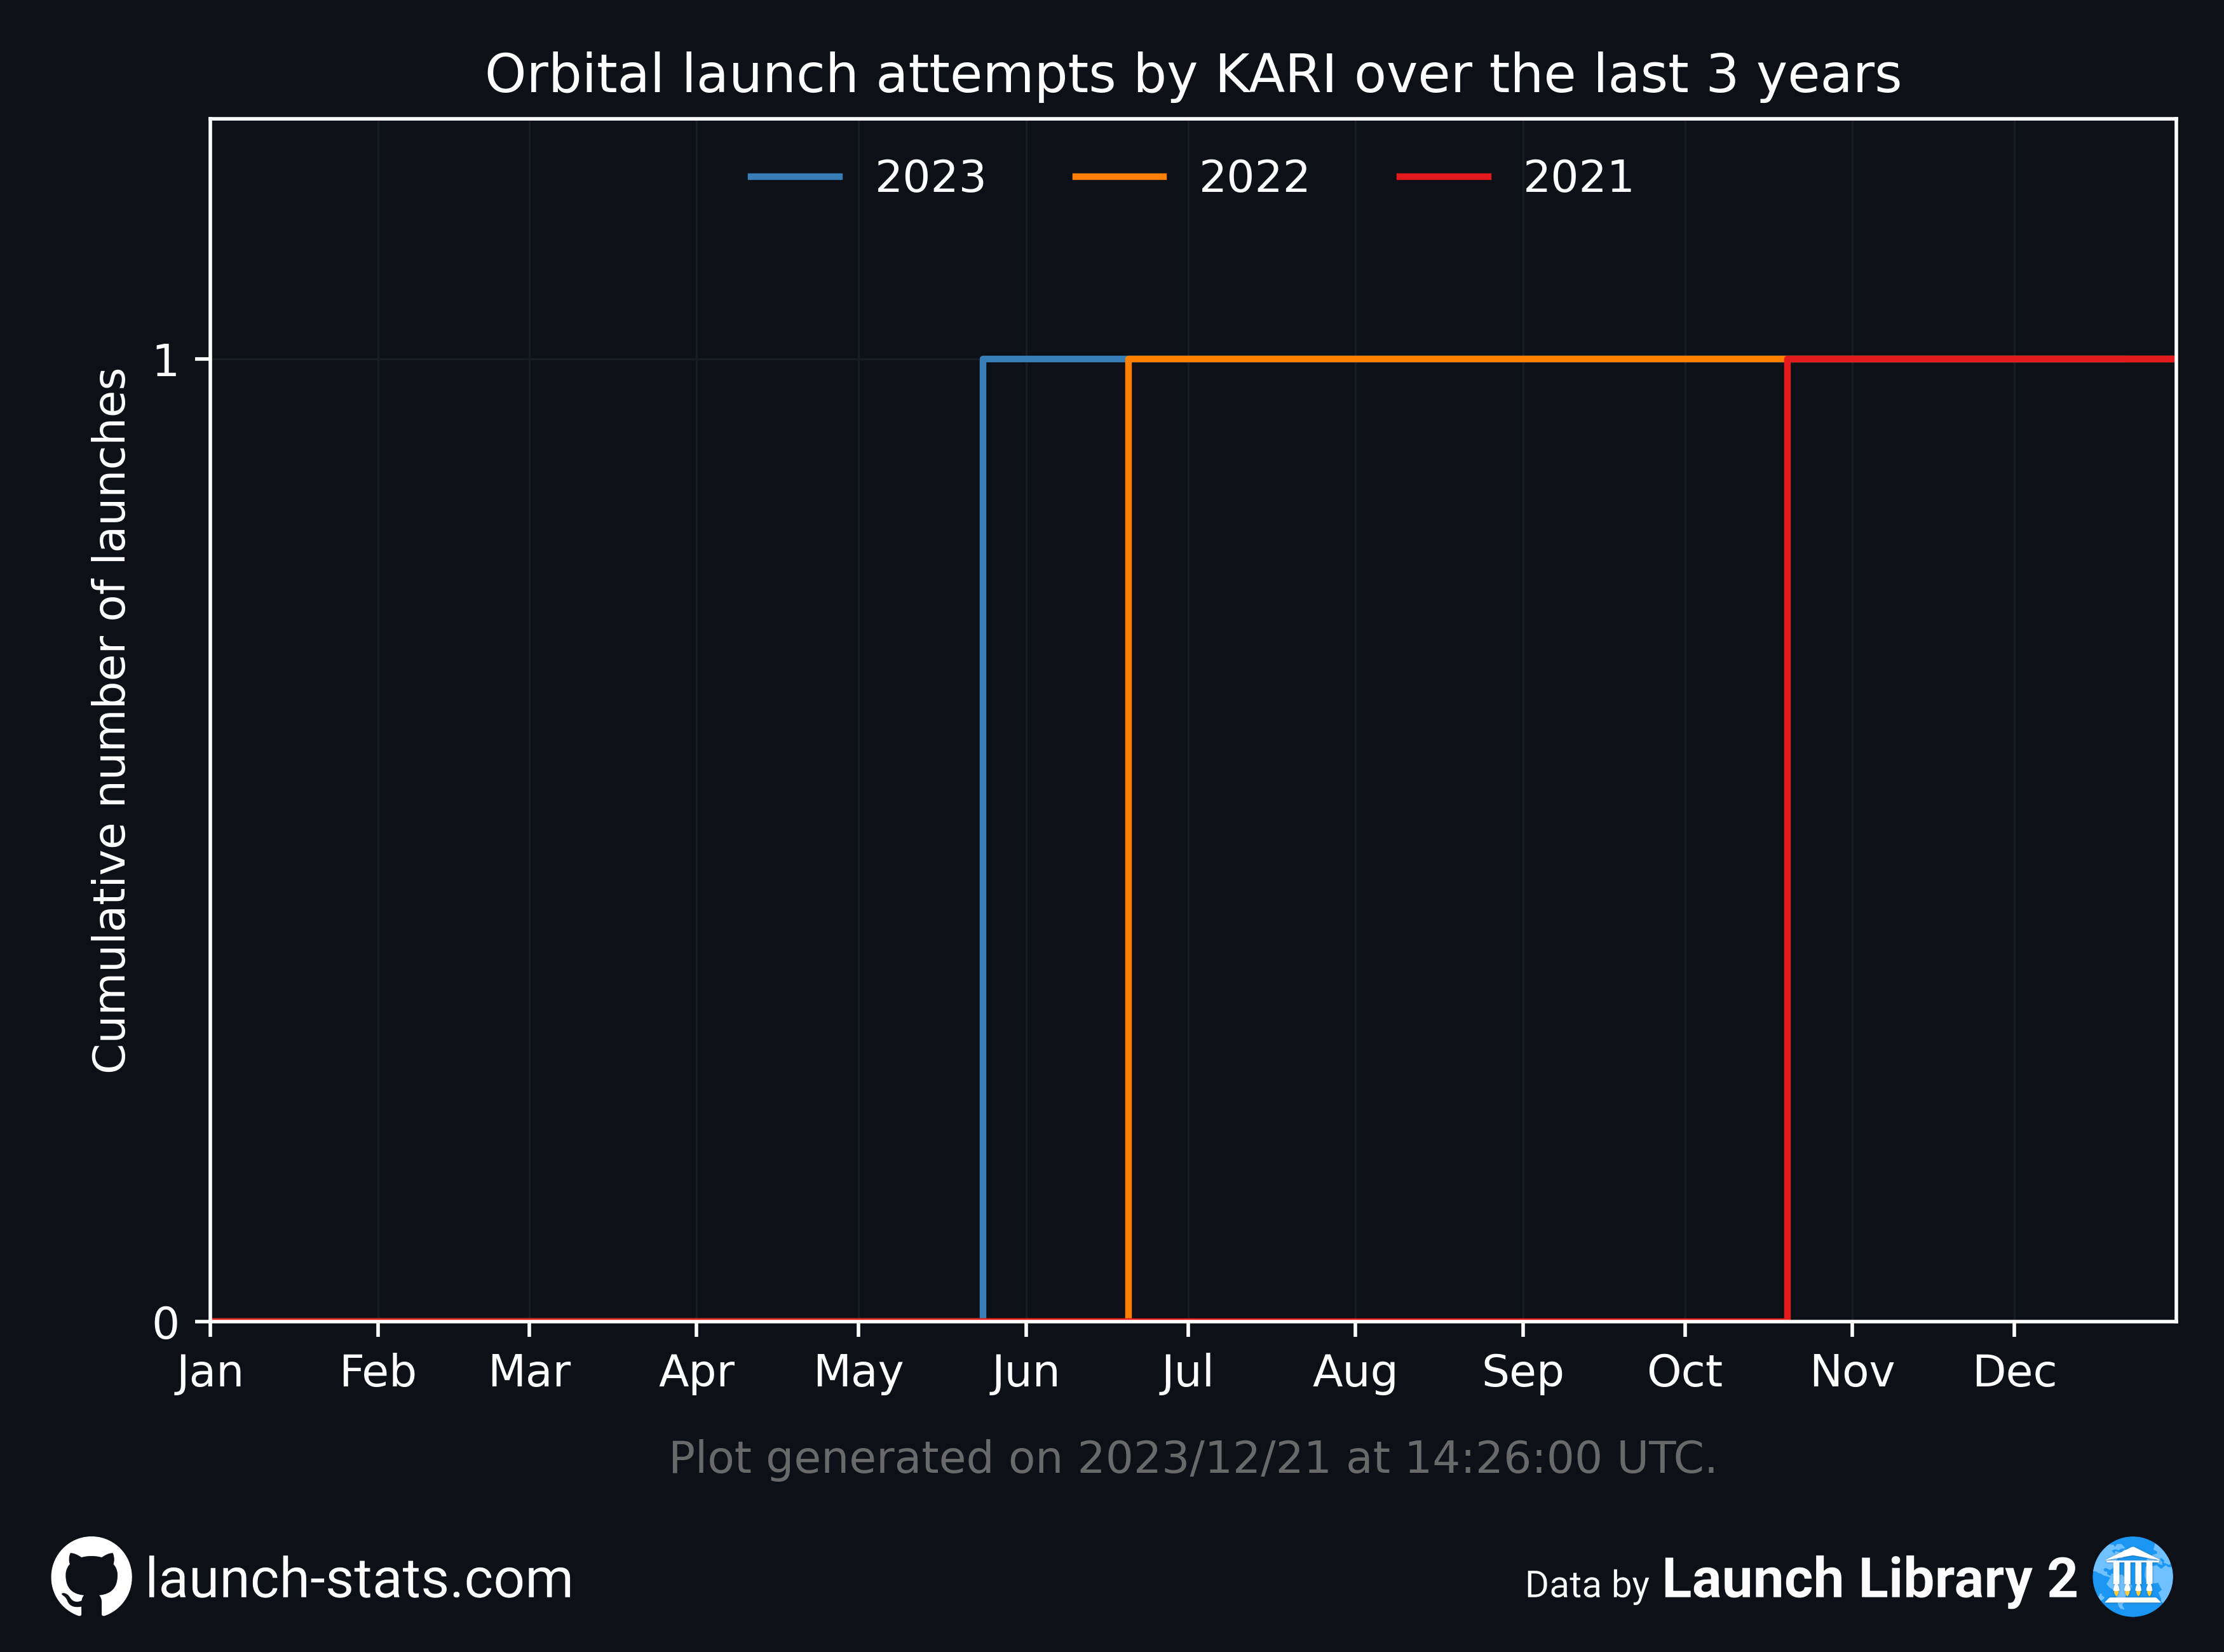 Orbital launch attempts by KARI over the last 3 years
2023 2022 2021
Cumulative number of launches
1
0
Jan Feb Mar Apr May Jun Jul Aug Sep Oct Nov Dec
Plot generated on 2023/12/21 at 14:26:00 UTC.
launch-stats.com
Data by Launch Library 2